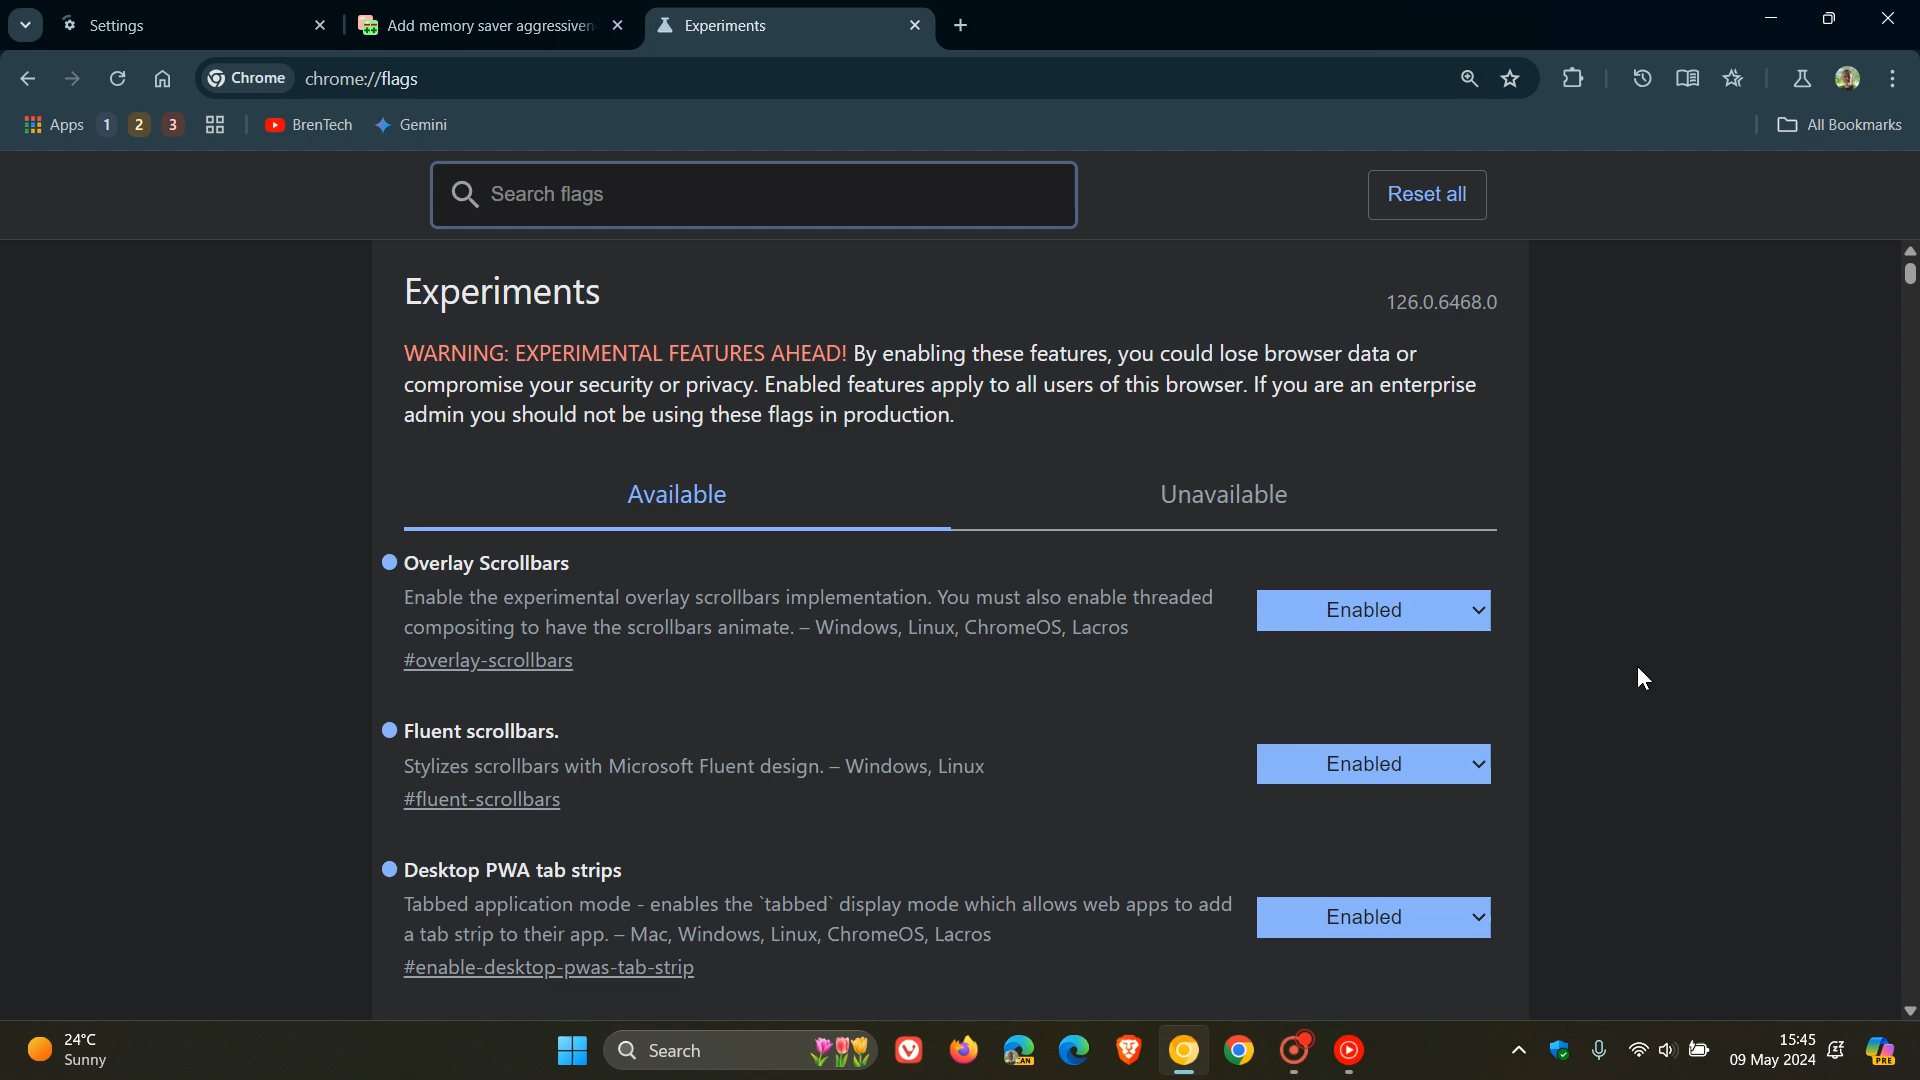 Settings
Add memory saver aggressiven
Experiments
Chrome
chrome://flags
Apps
1
2
3
BrenTech
Gemini
All Bookmarks
Search flags
Reset all
Experiments
126.0.6468.0
WARNING: EXPERIMENTAL FEATURES AHEAD! By enabling these features, you could lose browser data or
compromise your security or privacy. Enabled features apply to all users of this browser. If you are an enterprise
admin you should not be using these flags in production.
Available
Unavailable
Overlay Scrollbars
Enable the experimental overlay scrollbars implementation. You must also enable threaded
compositing to have the scrollbars animate. – Windows, Linux, ChromeOS, Lacros
#overlay-scrollbars
Enabled
Fluent scrollbars.
Stylizes scrollbars with Microsoft Fluent design. – Windows, Linux
#fluent-scrollbars
Enabled
Desktop PWA tab strips
Tabbed application mode - enables the `tabbed` display mode which allows web apps to add
a tab strip to their app. – Mac, Windows, Linux, ChromeOS, Lacros
#enable-desktop-pwas-tab-strip
Enabled
24°C
Sunny
Search
CAN
15:45
09 May 2024
PRE